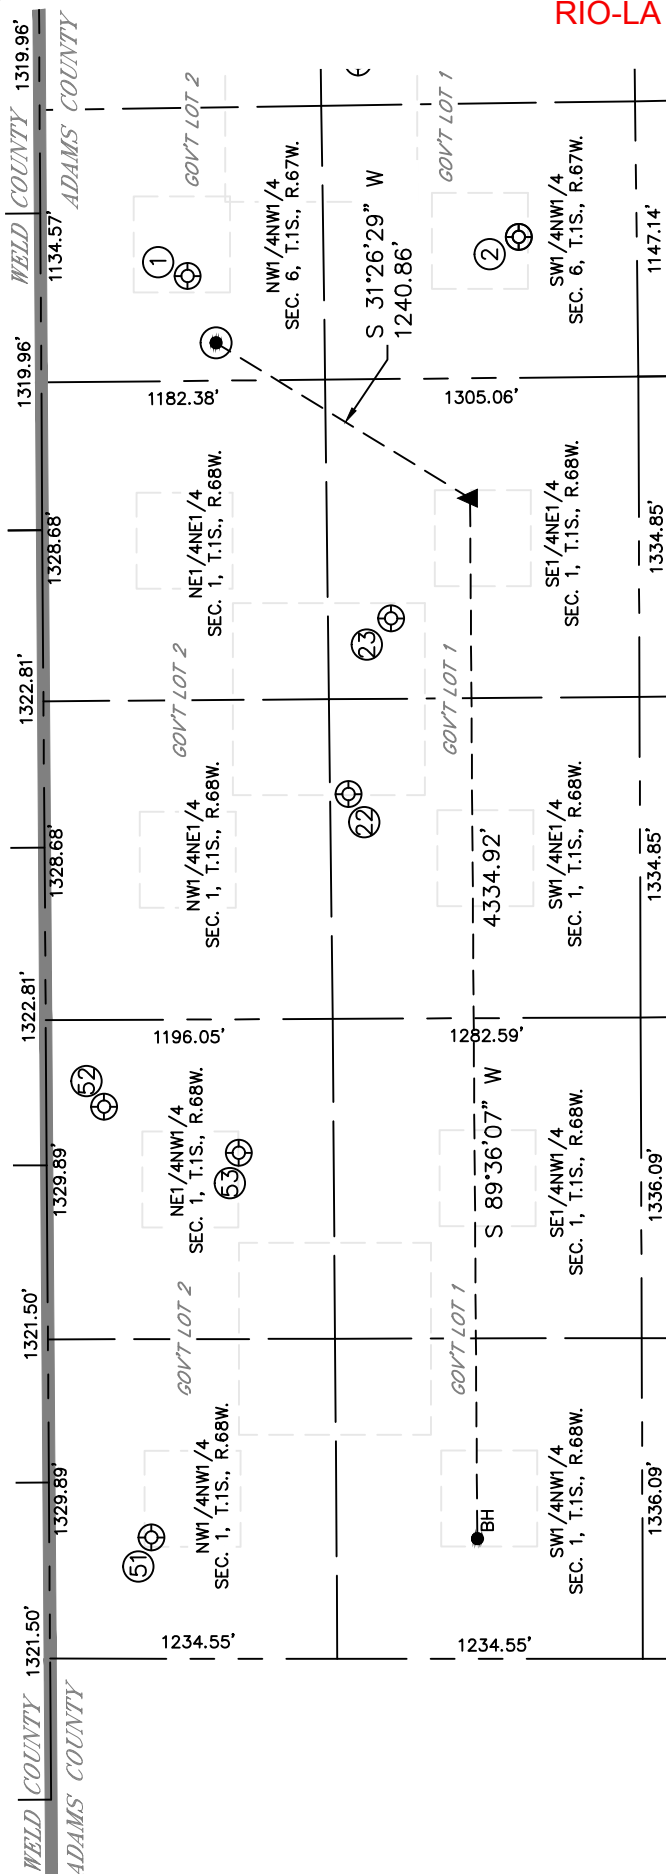 RIO-LA
1319.96'
WELD COUNTY
ADAMS COUNTY
GOV'T LOT 2
GOV'T LOT 1
1134.57'
1
NW1/4NW1/4
SEC. 6, T.1S., R.67W.
S 31°26'29" W
1240.86'
2
SW1/4NW1/4
SEC. 6, T.1S., R.67W.
1147.14'
1319.96'
1182.38'
1305.06'
1328.68'
NE1/4NE1/4
SEC. 1, T.1S., R.68W.
SE1/4NE1/4
SEC. 1, T.1S., R.68W.
1334.85'
23
1322.81'
GOV'T LOT 2
GOV'T LOT 1
22
1328.68'
NW1/4NE1/4
SEC. 1, T.1S., R.68W.
4334.92'
SW1/4NE1/4
SEC. 1, T.1S., R.68W.
1334.85'
1322.81'
1196.05'
1282.59'
52
S 89°36'07" W
1329.89'
NE1/4NW1/4
SEC. 1, T.1S., R.68W.
53
SE1/4NW1/4
SEC. 1, T.1S., R.68W.
1336.09'
1321.50'
GOV'T LOT 2
GOV'T LOT 1
1329.89'
NW1/4NW1/4
SEC. 1, T.1S., R.68W.
51
BH
SW1/4NW1/4
SEC. 1, T.1S., R.68W.
1336.09'
1321.50'
1234.55'
1234.55'
WELD COUNTY
ADAMS COUNTY